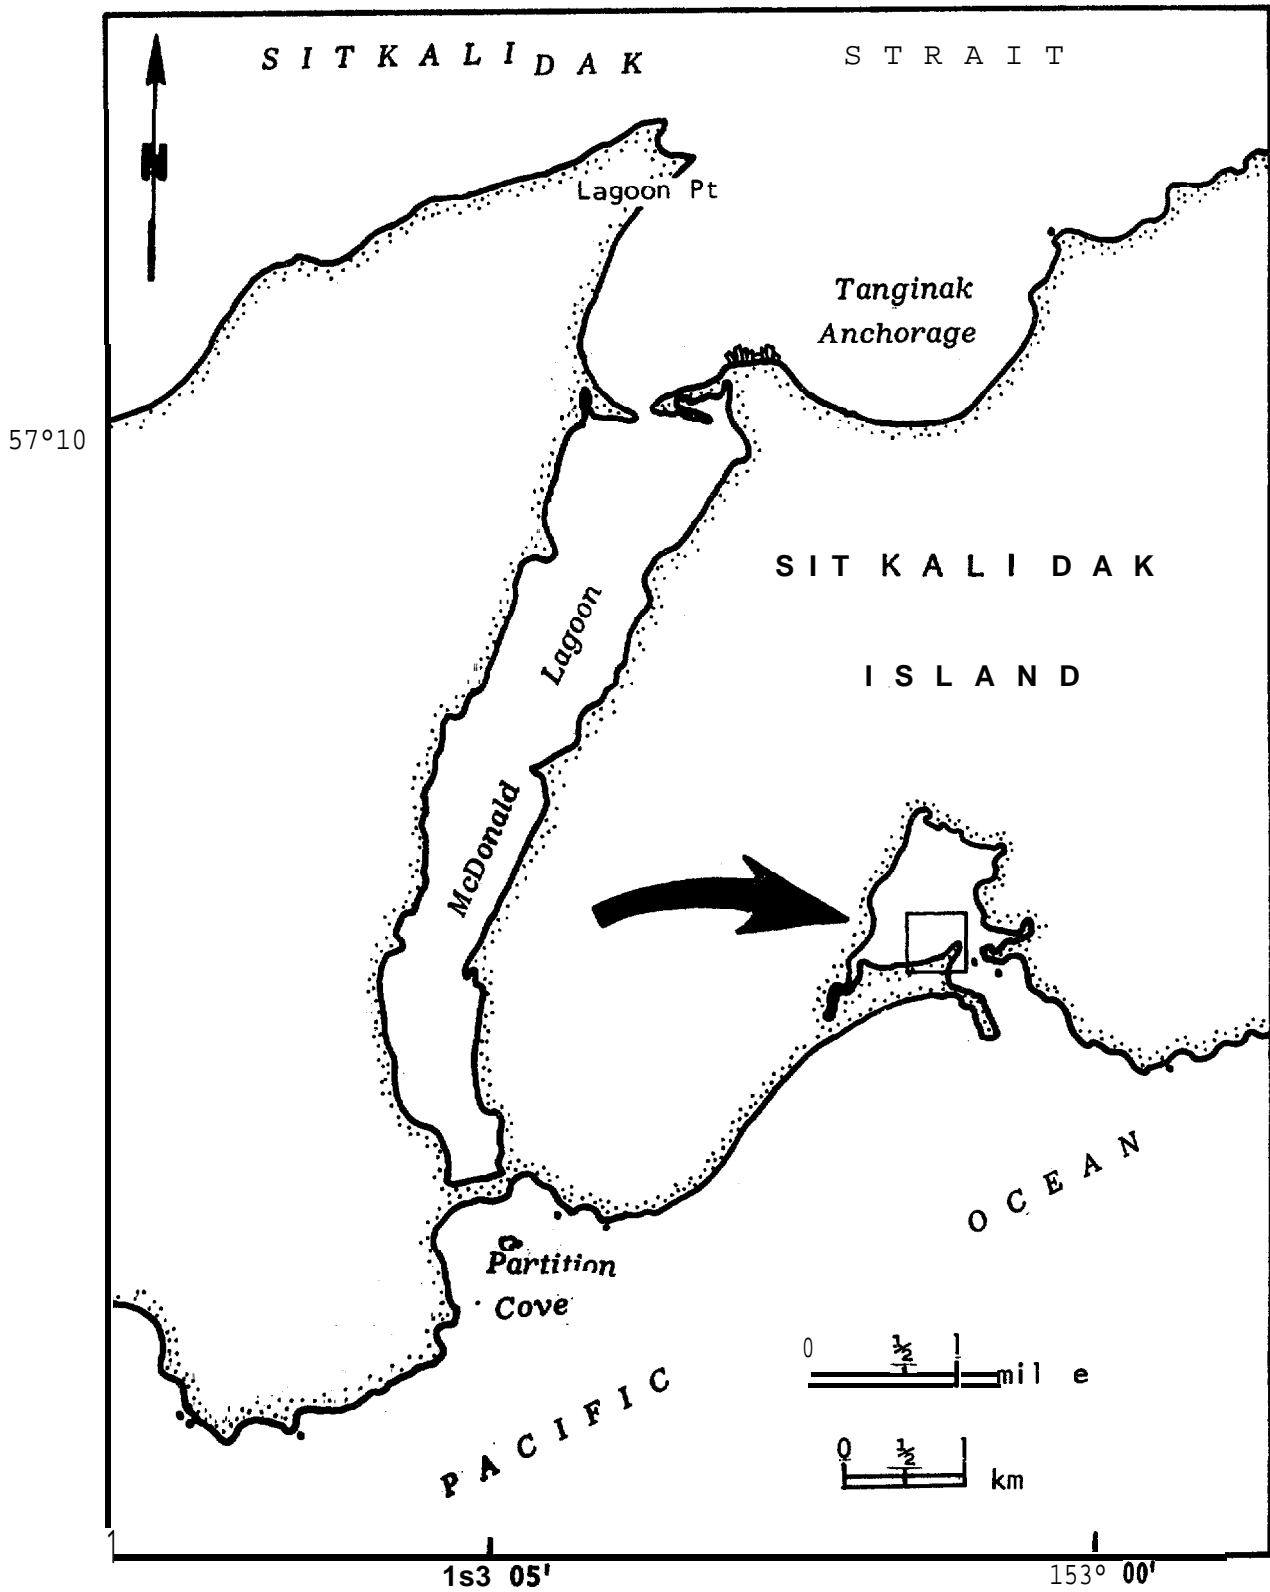 SITKALIDAK STRAIT
Lagoon Pt
Tanginak
Anchorage
57°10
SITKALIDAK
ISLAND
Lagoon
McDonald
OCEAN
Partition
Cove
PACIFIC
0 ½ 1
mile
0 ½ 1
km
1s3 05'
153° 00'
N